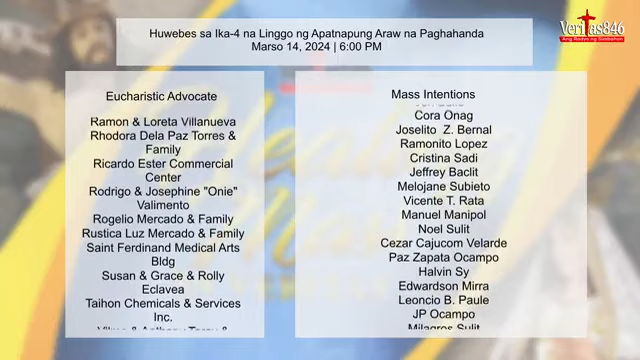 Huwebes sa Ika-4 na Linggo ng Apatnapung Araw na Paghahanda
Marso 14, 2024 | 6:00 PM
Veritas846
Ang Radyo ng Simbahan
Eucharistic Advocate
Ramon & Loreta Villanueva
Rhodora Dela Paz Torres &
Family
Ricardo Ester Commercial
Center
Rodrigo & Josephine "Onie"
Valimento
Rogelio Mercado & Family
Rustica Luz Mercado & Family
Saint Ferdinand Medical Arts
Bldg
Susan & Grace & Rolly
Eclavea
Taihon Chemicals & Services
Inc.
Mass Intentions
Cora Onag
Joselito Z. Bernal
Ramonito Lopez
Cristina Sadi
Jeffrey Baclit
Melojane Subieto
Vicente T. Rata
Manuel Manipol
Noel Sulit
Cezar Cajucom Velarde
Paz Zapata Ocampo
Halvin Sy
Edwardson Mirra
Leoncio B. Paule
JP Ocampo
Milagros Sulit